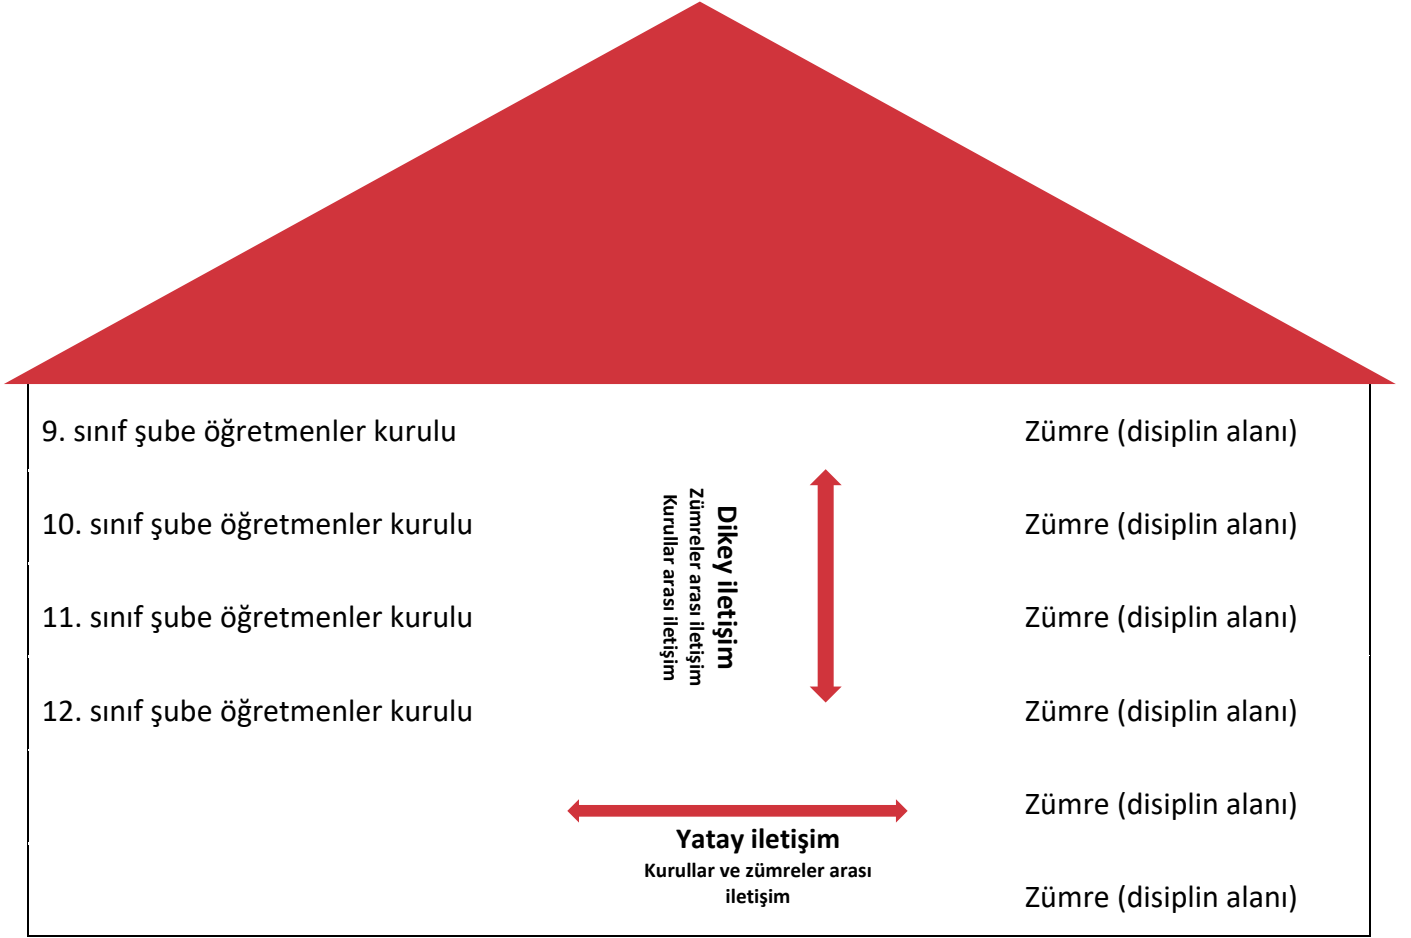 9. sınıf şube öğretmenler kurulu
Zümre (disiplin alanı)
10. sınıf şube öğretmenler kurulu
Zümre (disiplin alanı)
11. sınıf şube öğretmenler kurulu
Zümre (disiplin alanı)
12. sınıf şube öğretmenler kurulu
Zümre (disiplin alanı)
Dikey iletişim
Zümreler arası iletişim
Kurullar arası iletişim
Zümre (disiplin alanı)
Yatay iletişim
Kurullar ve zümreler arası
iletişim
Zümre (disiplin alanı)